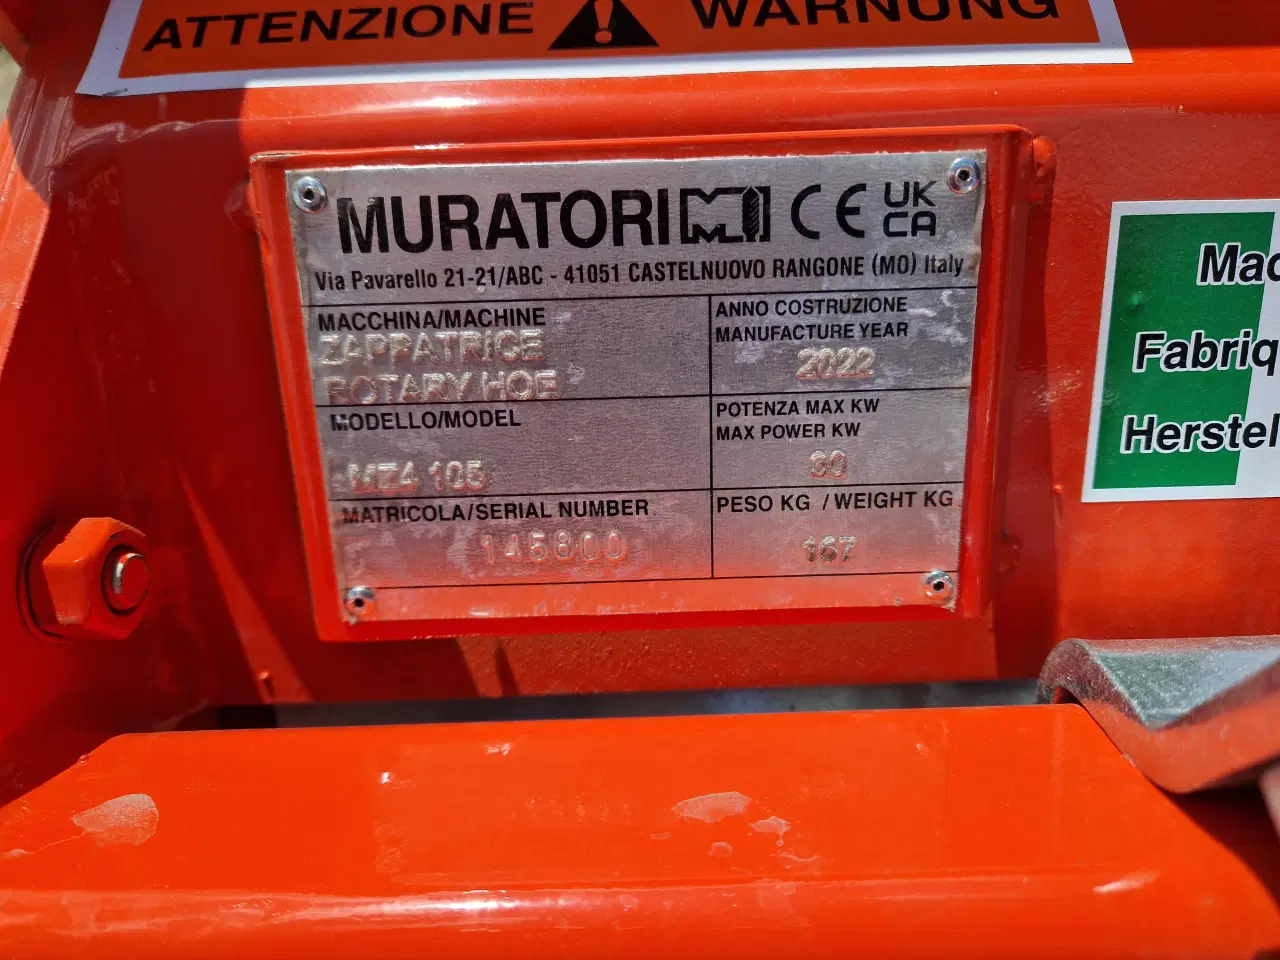 ATTENZIONE WARNUNG
MURATORI CE UK CA
Via Pavarello 21-21/ABC - 41051 CASTELNUOVO RANGONE (MO) Italy
MACCHINA/MACHINE
ZAPPATRICE
ROTARY HOE
ANNO COSTRUZIONE
MANUFACTURE YEAR
2022
MODELLO/MODEL
MZ4 105
POTENZA MAX KW
MAX POWER KW
30
MATRICOLA/SERIAL NUMBER
145800
PESO KG / WEIGHT KG
167
Mac
Fabriq
Herstel